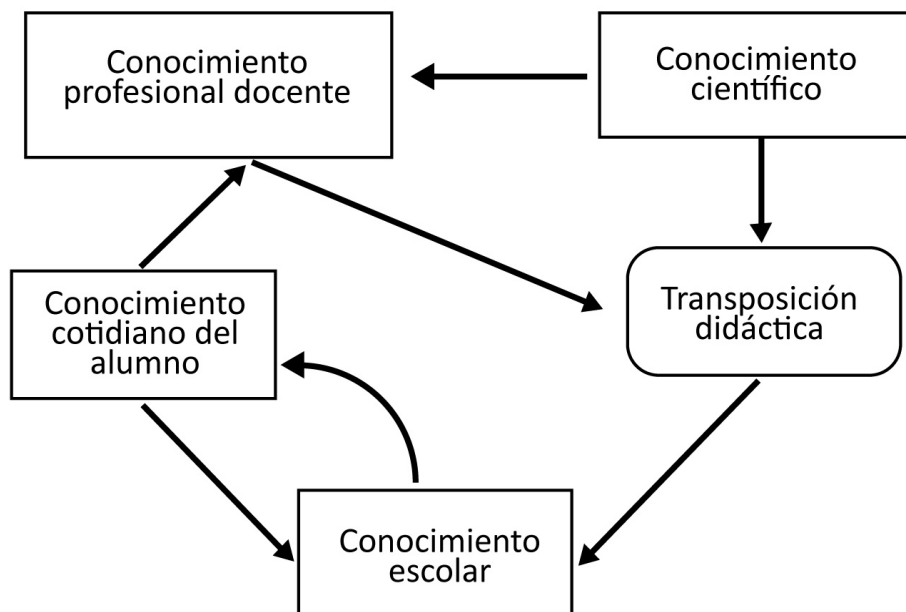 Conocimiento
profesional docente
Conocimiento
científico
Conocimiento
cotidiano del
alumno
Transposición
didáctica
Conocimiento
escolar